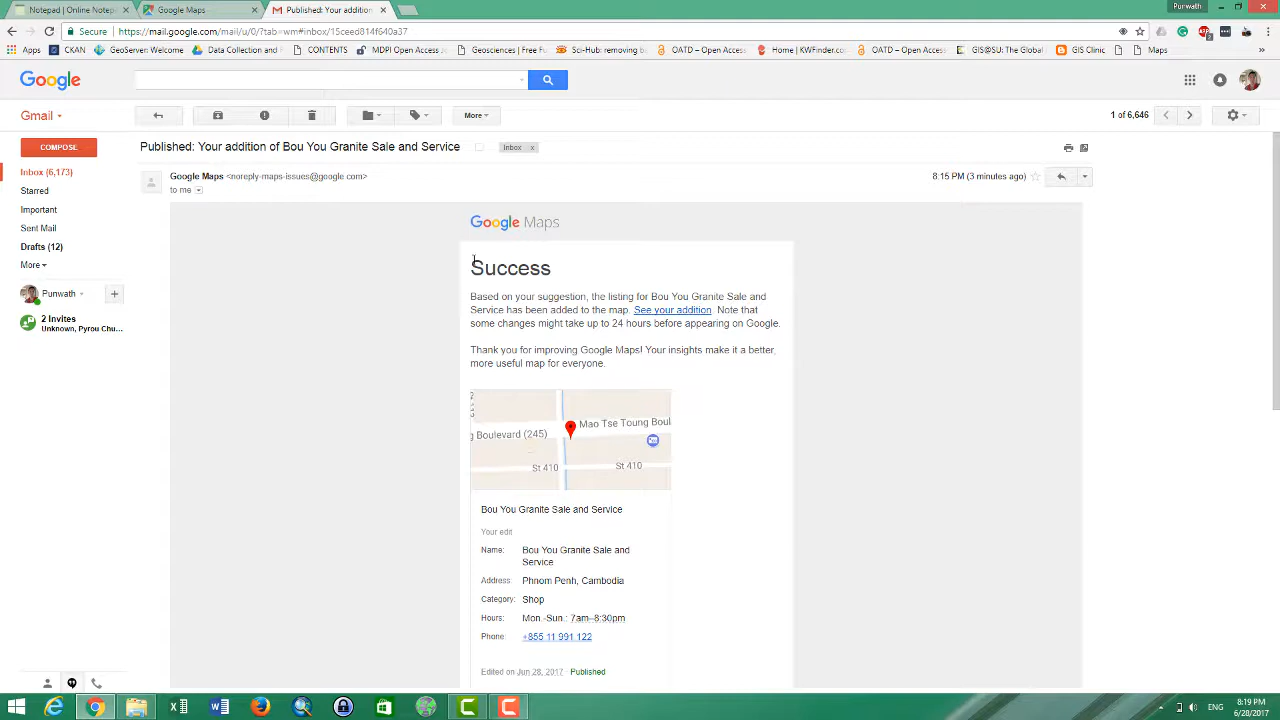 Notepad | Online Notep
Google Maps
Published: Your addition
Purwath
Secure
https://mail.google.com/mail/u/0/?tab=wm#inbox/15ceed814f640a37
Apps
CKAN
GeoServer Welcome
Data Collection and
CONTENTS
MDPI Open Access
Geosciences | Free F
Sci-Hub: removing b
OATD – Open Access
Home | WiFinder.com
OATD – Open Access
GIS@SU: The Global
GIS Clinic
Maps
Google
Gmail
More
1 of 6,646
COMPOSE
Published: Your addition of Bou You Granite Sale and Service
Inbox x
Inbox (6,173)
Starred
Important
Sent Mail
Drafts (12)
More
Google Maps <noreply-maps-issues@google.com>
8:15 PM (3 minutes ago)
to me
Purwath
2 Invites
Unknown, Pyrou Chu...
Google Maps
Success
Based on your suggestion, the listing for Bou You Granite Sale and
Service has been added to the map. See your addition. Note that
some changes might take up to 24 hours before appearing on Google.
Thank you for improving Google Maps! Your insights make it a better,
more useful map for everyone.
Mao Tse Toung Boul
g Boulevard (245)
St 410
St 410
Bou You Granite Sale and Service
Your edit
Name: Bou You Granite Sale and
Service
Address: Phnom Penh, Cambodia
Category: Shop
Hours: Mon.-Sun.: 7am–8:30pm
Phone: +855 11 991 122
Edited on Jun 28, 2017 · Published
8:19 PM
6/28/2017